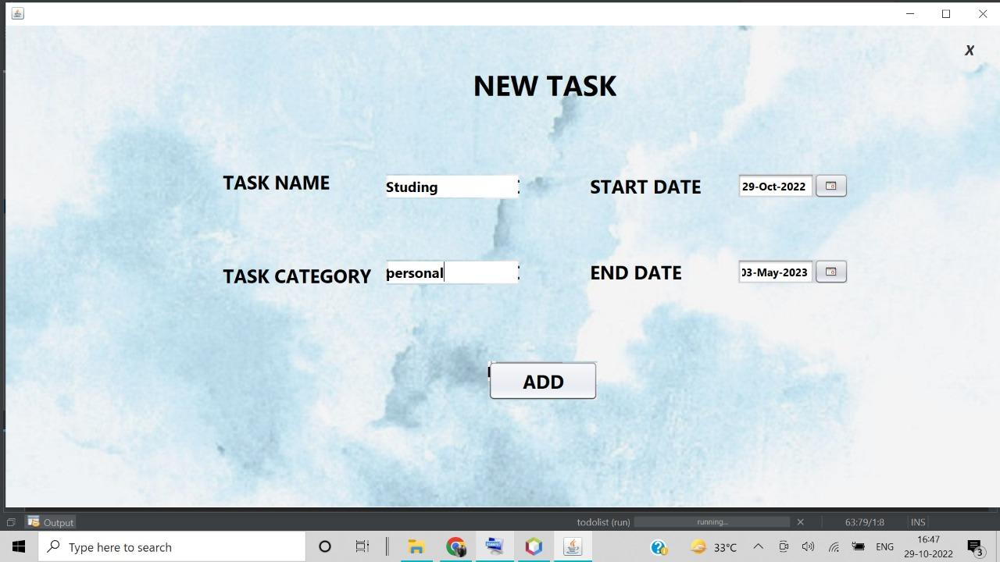 X
NEW TASK
TASK NAME
Studing
START DATE
29-Oct-2022
TASK CATEGORY
personal
END DATE
03-May-2023
ADD
Output
todolist (run)
running...
63:79/1:8
INS
Type here to search
33°C
ENG
16:47
29-10-2022
3